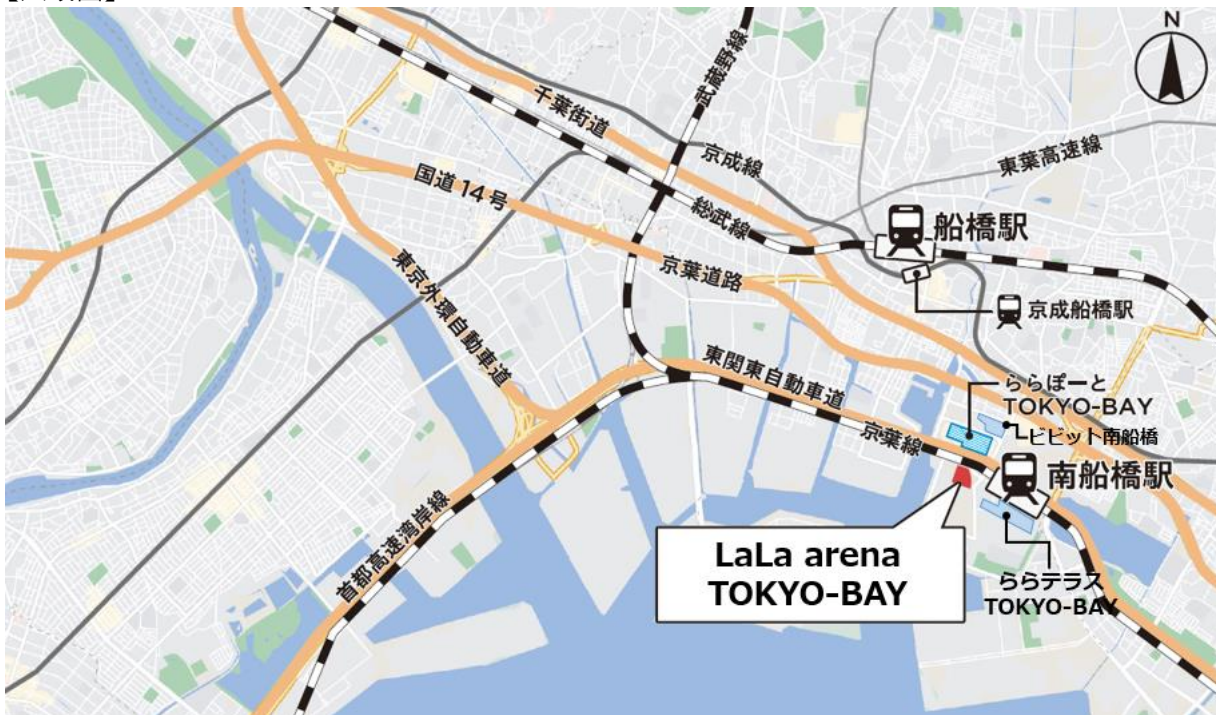 N
武蔵野線
千葉街道
京成線
東葉高速線
国道14号
総武線
船橋駅
京葉道路
京成船橋駅
東京外環自動車道
東関東自動車道
ららぽーと
TOKYO-BAY
ビビット南船橋
京葉線
南船橋駅
首都高速湾岸線
LaLa arena
TOKYO-BAY
ららテラス
TOKYO-BAY